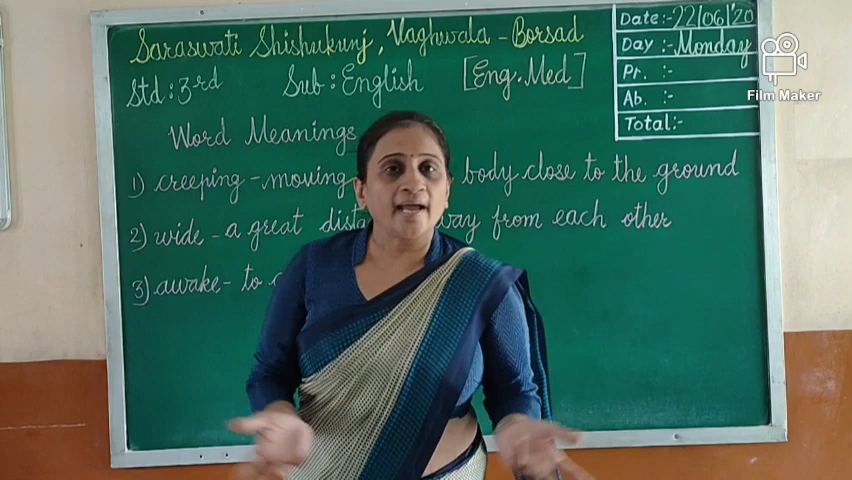 Saraswati Shishukunj, Vaghwala - Borsad
Std : 3rd Sub : English [Eng. Med]
Date:- 22/06/'20
Day :- Monday
Pr. :-
Ab. :-
Total:-
Film Maker
Word Meanings
1) creeping - moving body close to the ground
2) wide - a great from each other
3) awake - to